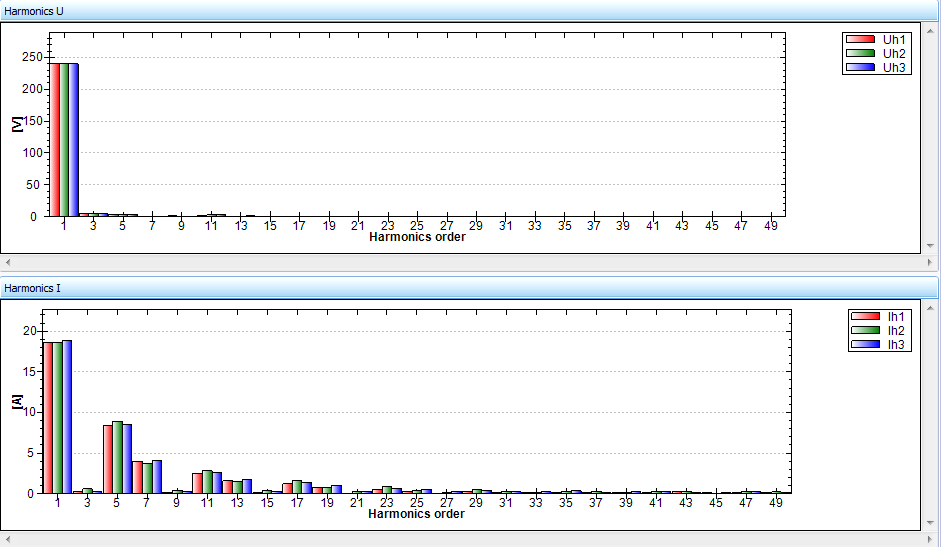 Harmonics U
Uh1
Uh2
Uh3
250
200
150
100
50
0
[V]
1 3 5 7 9 11 13 15 17 19 21 23 25 27 29 31 33 35 37 39 41 43 45 47 49
Harmonics order
Harmonics I
Ih1
Ih2
Ih3
20
15
10
5
0
[A]
1 3 5 7 9 11 13 15 17 19 21 23 25 27 29 31 33 35 37 39 41 43 45 47 49
Harmonics order